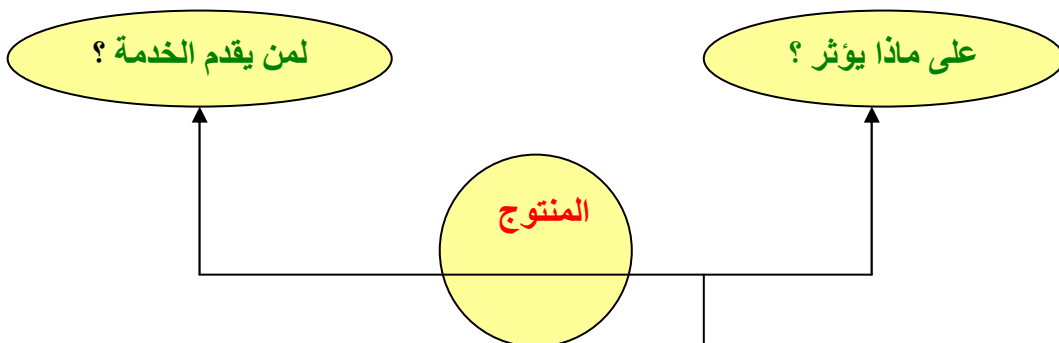 على ماذا يؤثر ؟
لمن يقدم الخدمة ؟
المنتوج